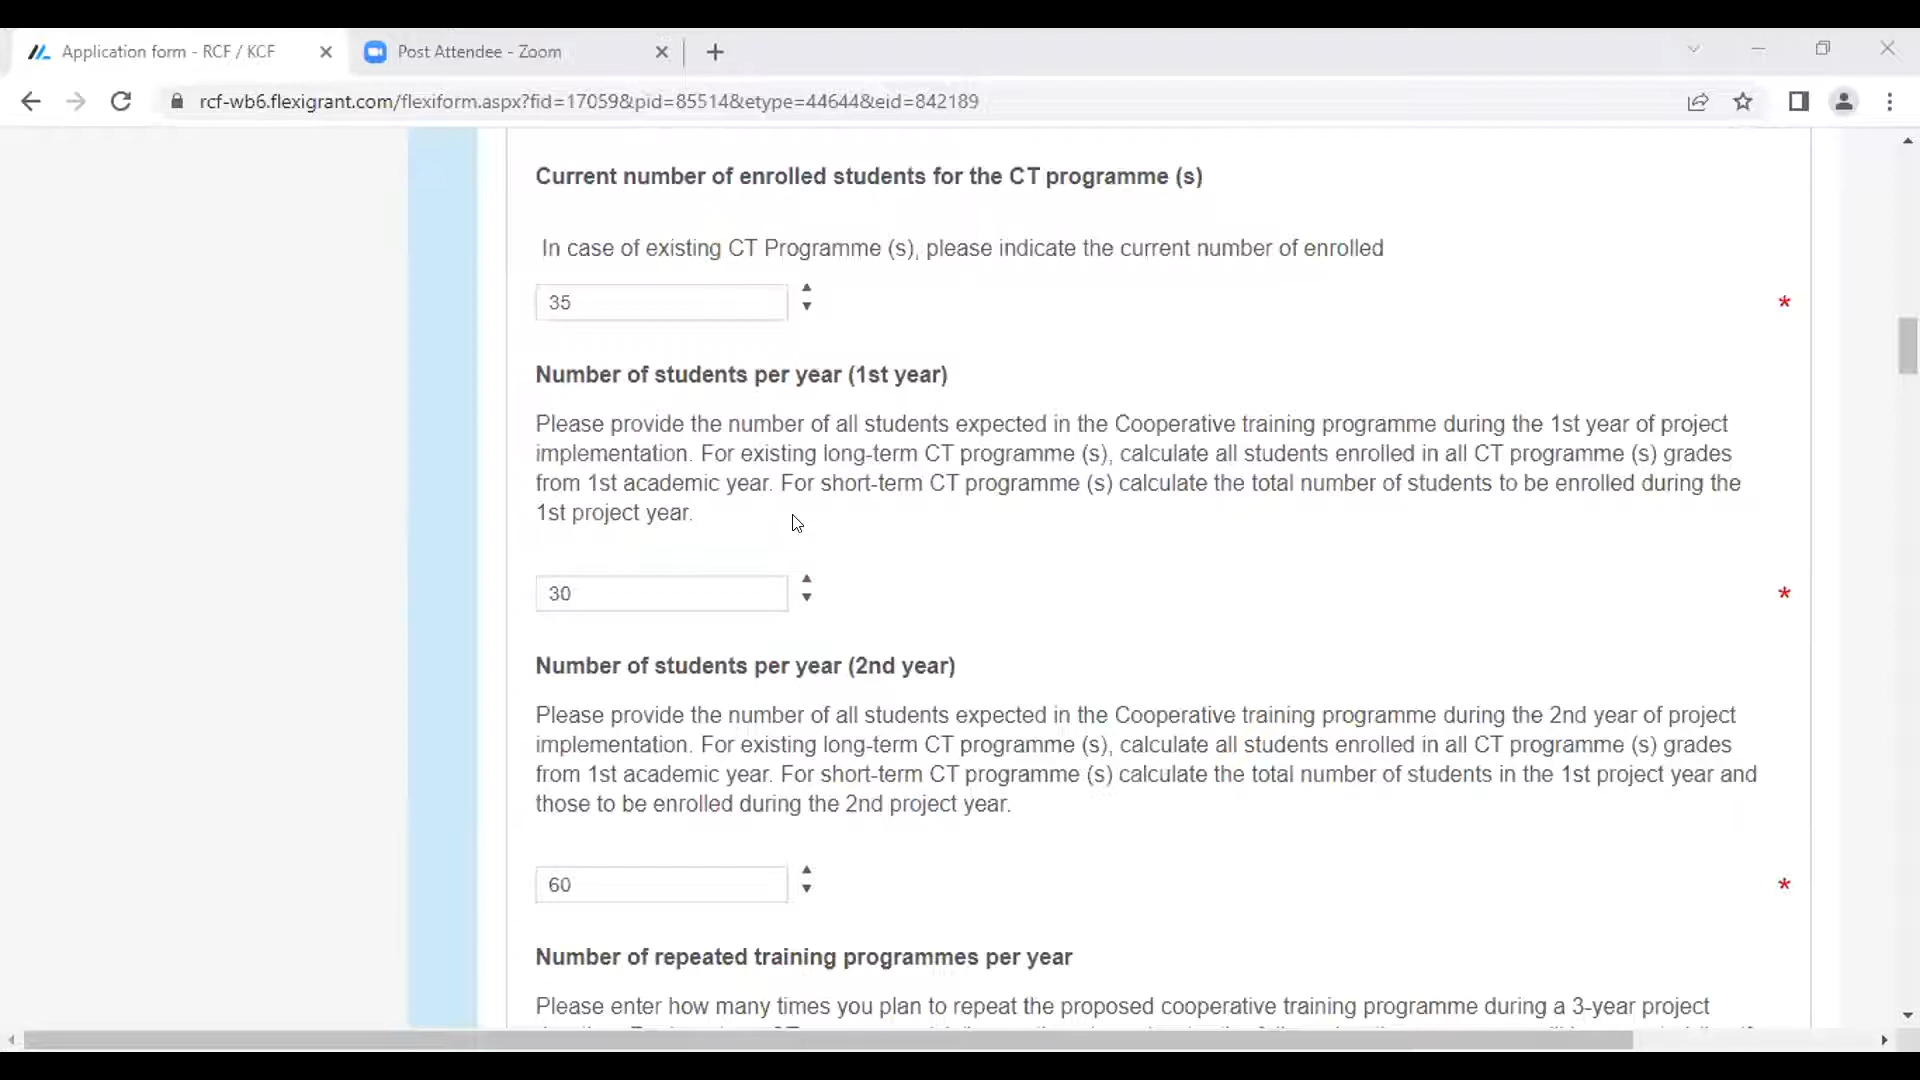 Application form - RCF / KCF
Post Attendee - Zoom
rcf-wb6.flexigrant.com/flexiform.aspx?fid=17059&pid=85514&etype=44644&eid=842189
Current number of enrolled students for the CT programme (s)
In case of existing CT Programme (s), please indicate the current number of enrolled
35
*
Number of students per year (1st year)
Please provide the number of all students expected in the Cooperative training programme during the 1st year of project
implementation. For existing long-term CT programme (s), calculate all students enrolled in all CT programme (s) grades
from 1st academic year. For short-term CT programme (s) calculate the total number of students to be enrolled during the
1st project year.
30
*
Number of students per year (2nd year)
Please provide the number of all students expected in the Cooperative training programme during the 2nd year of project
implementation. For existing long-term CT programme (s), calculate all students enrolled in all CT programme (s) grades
from 1st academic year. For short-term CT programme (s) calculate the total number of students in the 1st project year and
those to be enrolled during the 2nd project year.
60
*
Number of repeated training programmes per year
Please enter how many times you plan to repeat the proposed cooperative training programme during a 3-year project